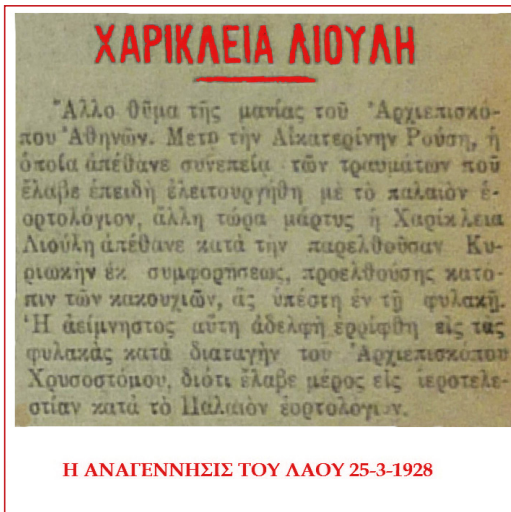 ΧΑΡΙΚΛΕΙΑ ΛΙΟΥΛΗ
Ἄλλο θῦμα τῆς μανίας τοῦ Ἀρχιεπισκό-
που Ἀθηνῶν. Μετὰ τὴν Αἰκατερίνην Ρούση, ἡ
ὁποία ἀπέθανε συνεπείᾳ τῶν τραυμάτων ποῦ
ἔλαβε ἐπειδὴ ἐλειτουργήθη μὲ τὸ παλαιὸν ἑ-
ορτολόγιον, ἄλλη τώρα μάρτυς ἡ Χαρίκλεια
Λιούλη ἀπέθανε κατὰ τὴν παρελθοῦσαν Κυ-
ριακὴν ἐκ συμφορήσεως, προελθούσης κατό-
πιν τῶν κακουχιῶν, ἃς ὑπέστη ἐν τῇ φυλακῇ.
Ἡ ἀείμνηστος αὕτη ἀδελφὴ ἐρρίφθη εἰς τὰς
φυλακὰς κατὰ διαταγὴν τοῦ Ἀρχιεπισκόπου
Χρυσοστόμου, διότι ἔλαβε μέρος εἰς ἱεροτελε-
στίαν κατὰ τὸ Παλαιὸν ἑορτολόγιον.
Η ΑΝΑΓΕΝΝΗΣΙΣ ΤΟΥ ΛΑΟΥ 25-3-1928